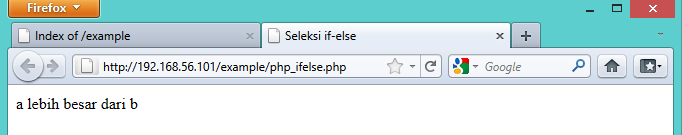 Firefox
Index of /example
Seleksi if-else
http://192.168.56.101/example/php_ifelse.php
Google
a lebih besar dari b